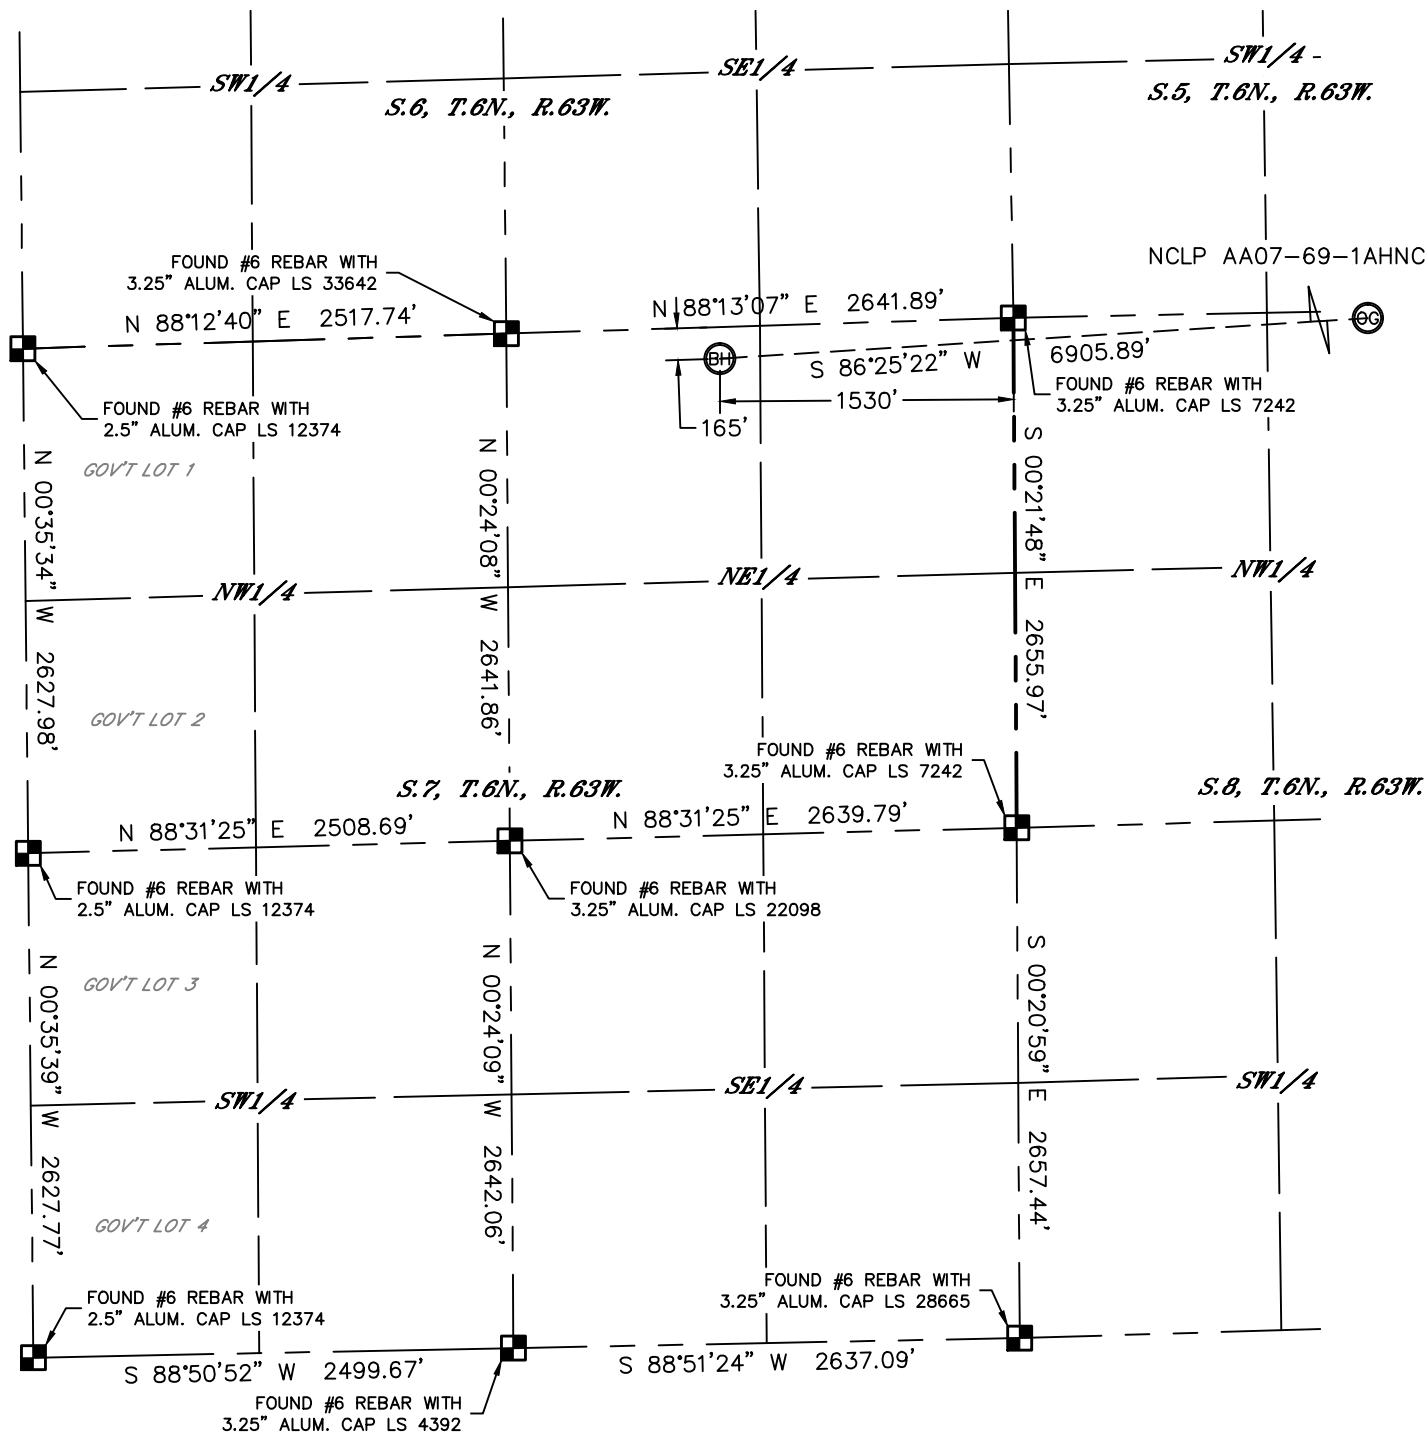 SW1/4
SE1/4
SW1/4
S.6, T.6N., R.63W.
S.5, T.6N., R.63W.
NCLP AA07-69-1AHNC
FOUND #6 REBAR WITH
3.25" ALUM. CAP LS 33642
N 88°12'40" E 2517.74'
N 88°13'07" E 2641.89'
OG
BH
S 86°25'22" W 6905.89'
1530'
165'
FOUND #6 REBAR WITH
3.25" ALUM. CAP LS 7242
FOUND #6 REBAR WITH
2.5" ALUM. CAP LS 12374
GOV'T LOT 1
N 00°35'34" W 2627.98'
N 00°24'08" W 2641.86'
S 00°21'48" E 2655.97'
NW1/4
NE1/4
NW1/4
GOV'T LOT 2
FOUND #6 REBAR WITH
3.25" ALUM. CAP LS 7242
S.7, T.6N., R.63W.
S.8, T.6N., R.63W.
N 88°31'25" E 2508.69'
N 88°31'25" E 2639.79'
FOUND #6 REBAR WITH
2.5" ALUM. CAP LS 12374
FOUND #6 REBAR WITH
3.25" ALUM. CAP LS 22098
GOV'T LOT 3
N 00°35'39" W 2627.77'
N 00°24'09" W 2642.06'
S 00°20'59" E 2657.44'
SW1/4
SE1/4
SW1/4
GOV'T LOT 4
FOUND #6 REBAR WITH
2.5" ALUM. CAP LS 12374
FOUND #6 REBAR WITH
3.25" ALUM. CAP LS 28665
S 88°50'52" W 2499.67'
S 88°51'24" W 2637.09'
FOUND #6 REBAR WITH
3.25" ALUM. CAP LS 4392